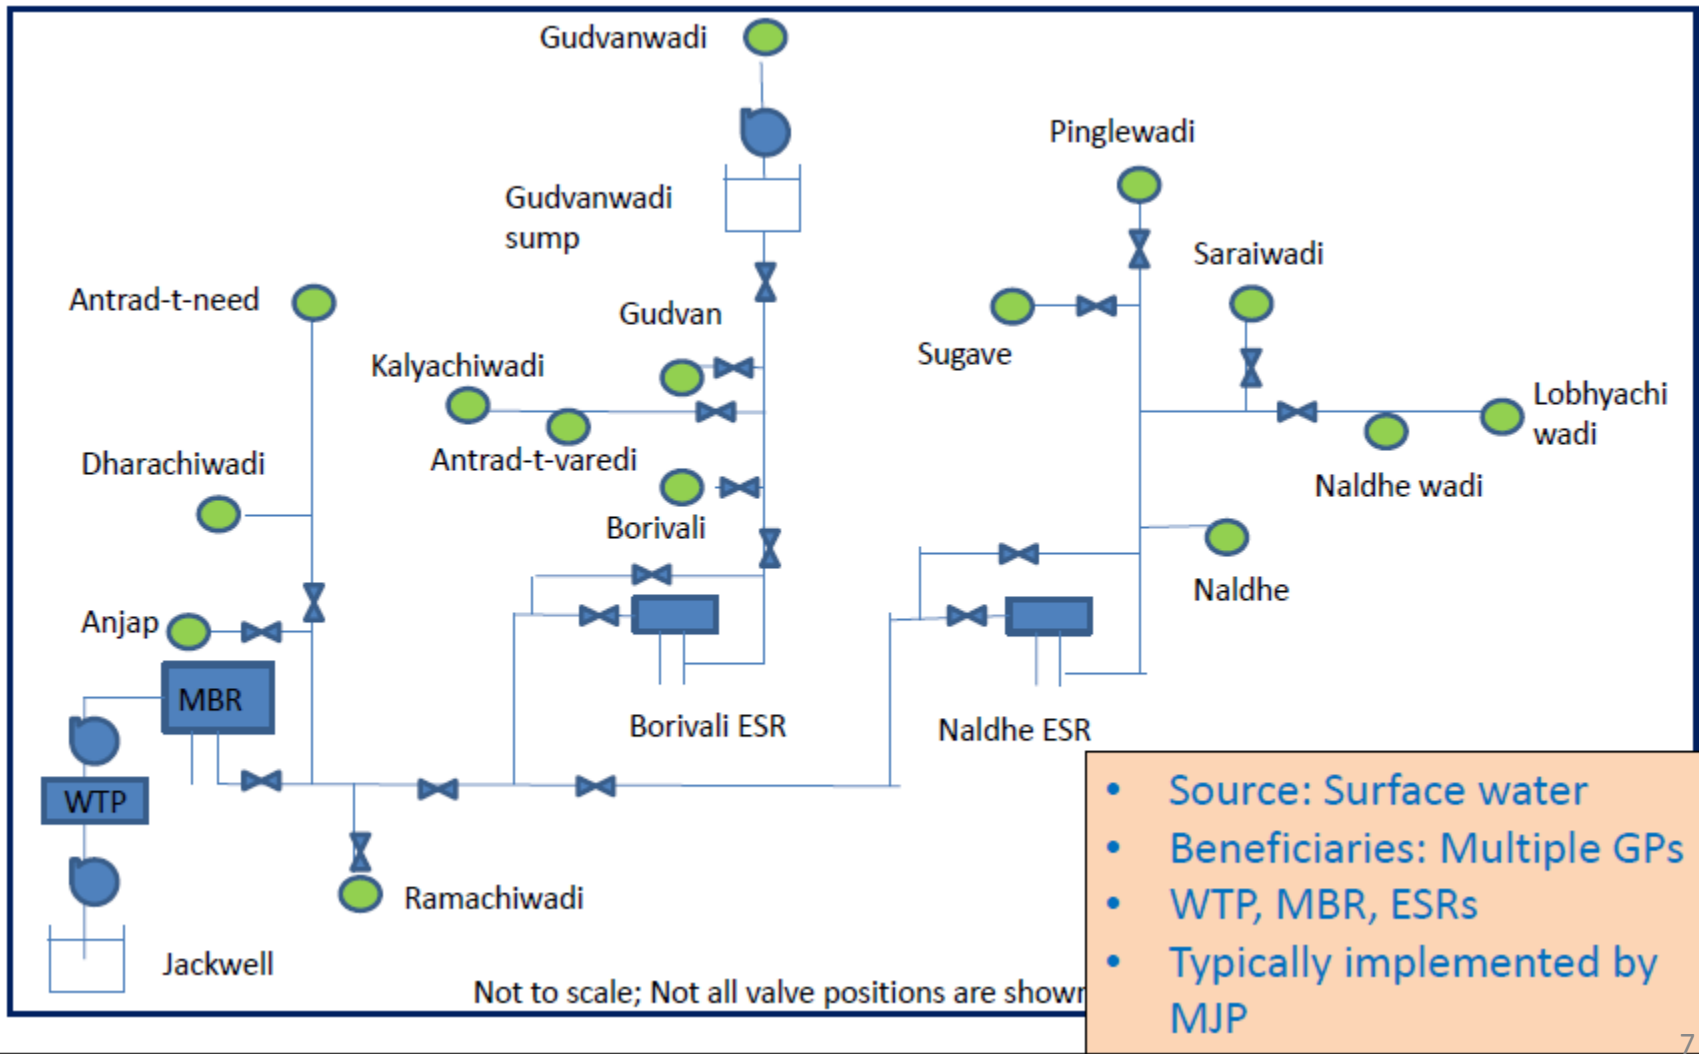 Gudvanwadi
Pinglewadi
Gudvanwadi
sump
Saraiwadi
Antrad-t-need
Gudvan
Sugave
Kalyachiwadi
Lobhyachi
wadi
Antrad-t-varedi
Dharachiwadi
Naldhe wadi
Borivali
Naldhe
Anjap
MBR
Borivali ESR
Naldhe ESR
WTP
Ramachiwadi
Jackwell
Not to scale; Not all valve positions are shown
• Source: Surface water
• Beneficiaries: Multiple GPs
• WTP, MBR, ESRs
• Typically implemented by
MJP
7